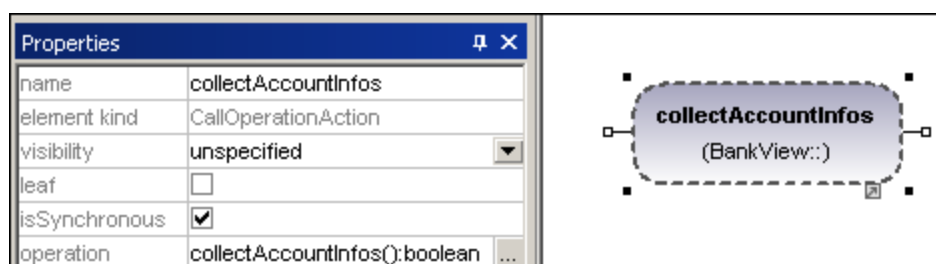 Properties
name collectAccountInfos
element kind CallOperationAction
visibility unspecified
leaf
isSynchronous
operation collectAccountInfos():boolean ...
collectAccountInfos
(BankView::)